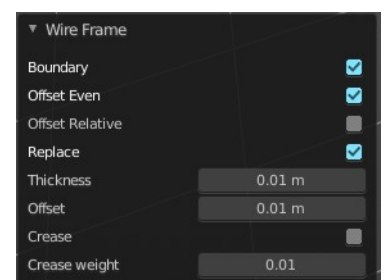 Wire Frame
Boundary
Offset Even
Offset Relative
Replace
Thickness 0.01 m
Offset 0.01 m
Crease
Crease weight 0.01